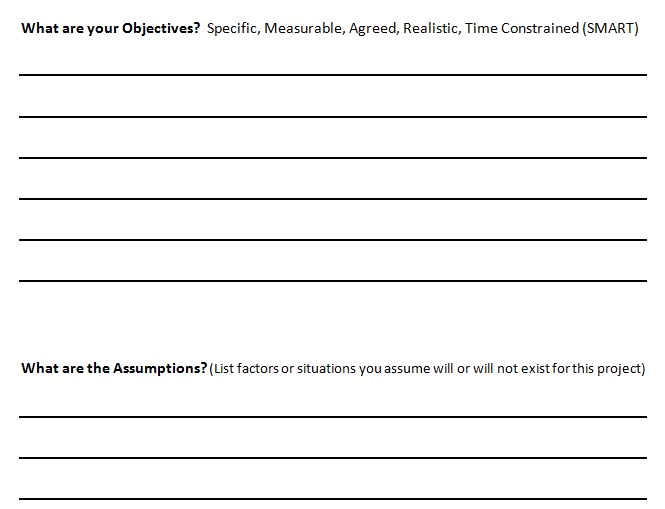 What are your Objectives? Specific, Measurable, Agreed, Realistic, Time Constrained (SMART)
What are the Assumptions? (List factors or situations you assume will or will not exist for this project)